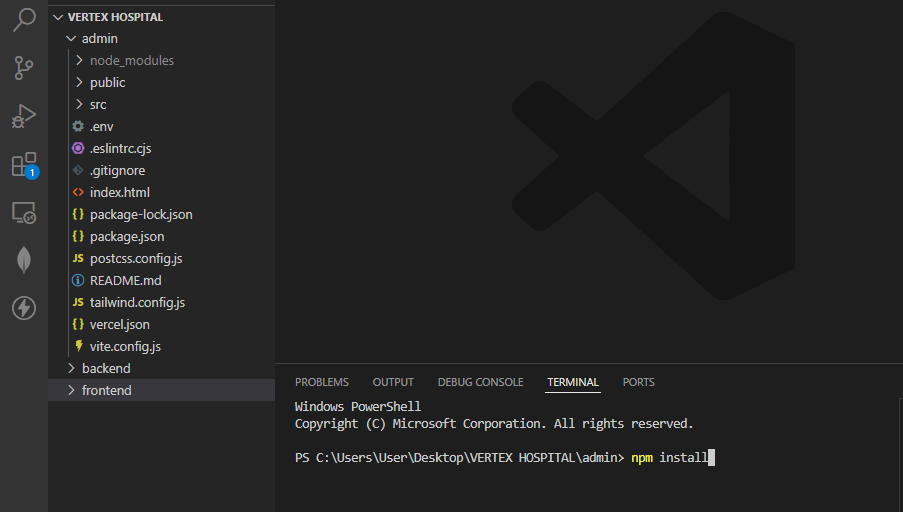 VERTEX HOSPITAL
admin
node_modules
public
src
.env
.eslintrc.cjs
.gitignore
index.html
package-lock.json
package.json
JS postcss.config.js
README.md
JS tailwind.config.js
vercel.json
vite.config.js
backend
frontend
1
PROBLEMS OUTPUT DEBUG CONSOLE TERMINAL PORTS
Windows PowerShell
Copyright (C) Microsoft Corporation. All rights reserved.
PS C:\Users\User\Desktop\VERTEX HOSPITAL\admin> npm install